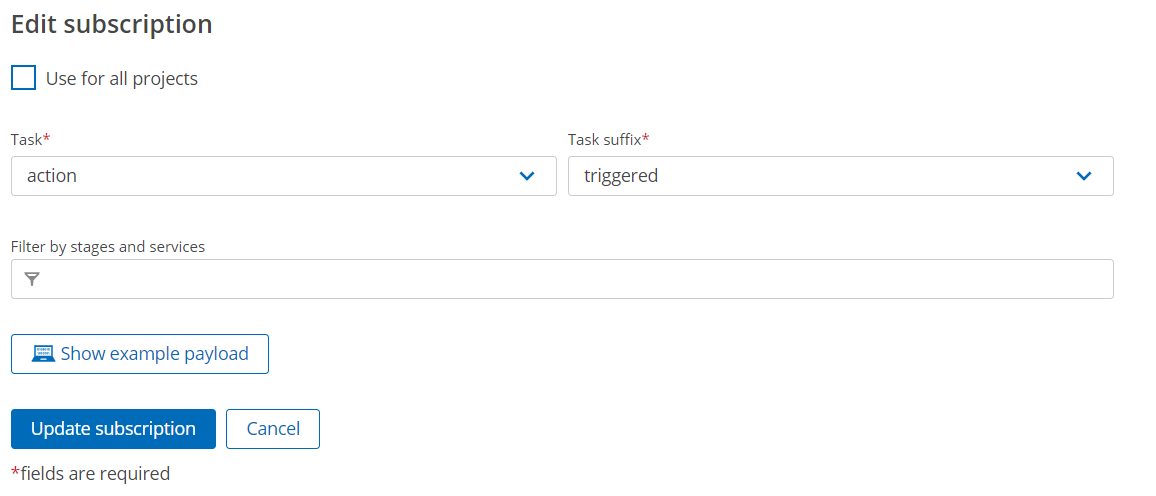 Edit subscription
Use for all projects
Task* Task suffix*
action triggered
Filter by stages and services
Show example payload
Update subscription Cancel
*fields are required